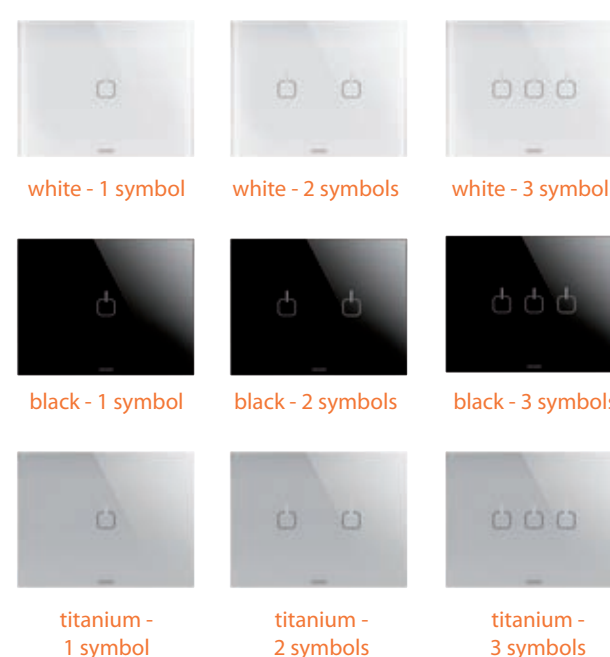 white - 1 symbol
white - 2 symbols
white - 3 symbol
black - 1 symbol
black - 2 symbols
black - 3 symbols
titanium -
1 symbol
titanium -
2 symbols
titanium -
3 symbols